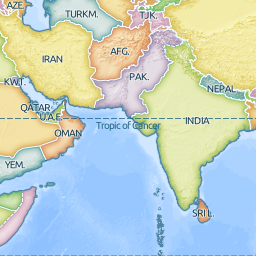 AZE.
TURKM.
TJK.
IRAN
AFG.
KWT.
PAK.
NEPAL
QATAR
U.A.E.
INDIA
Tropic of Cancer
OMAN
YEM.
SRI L.